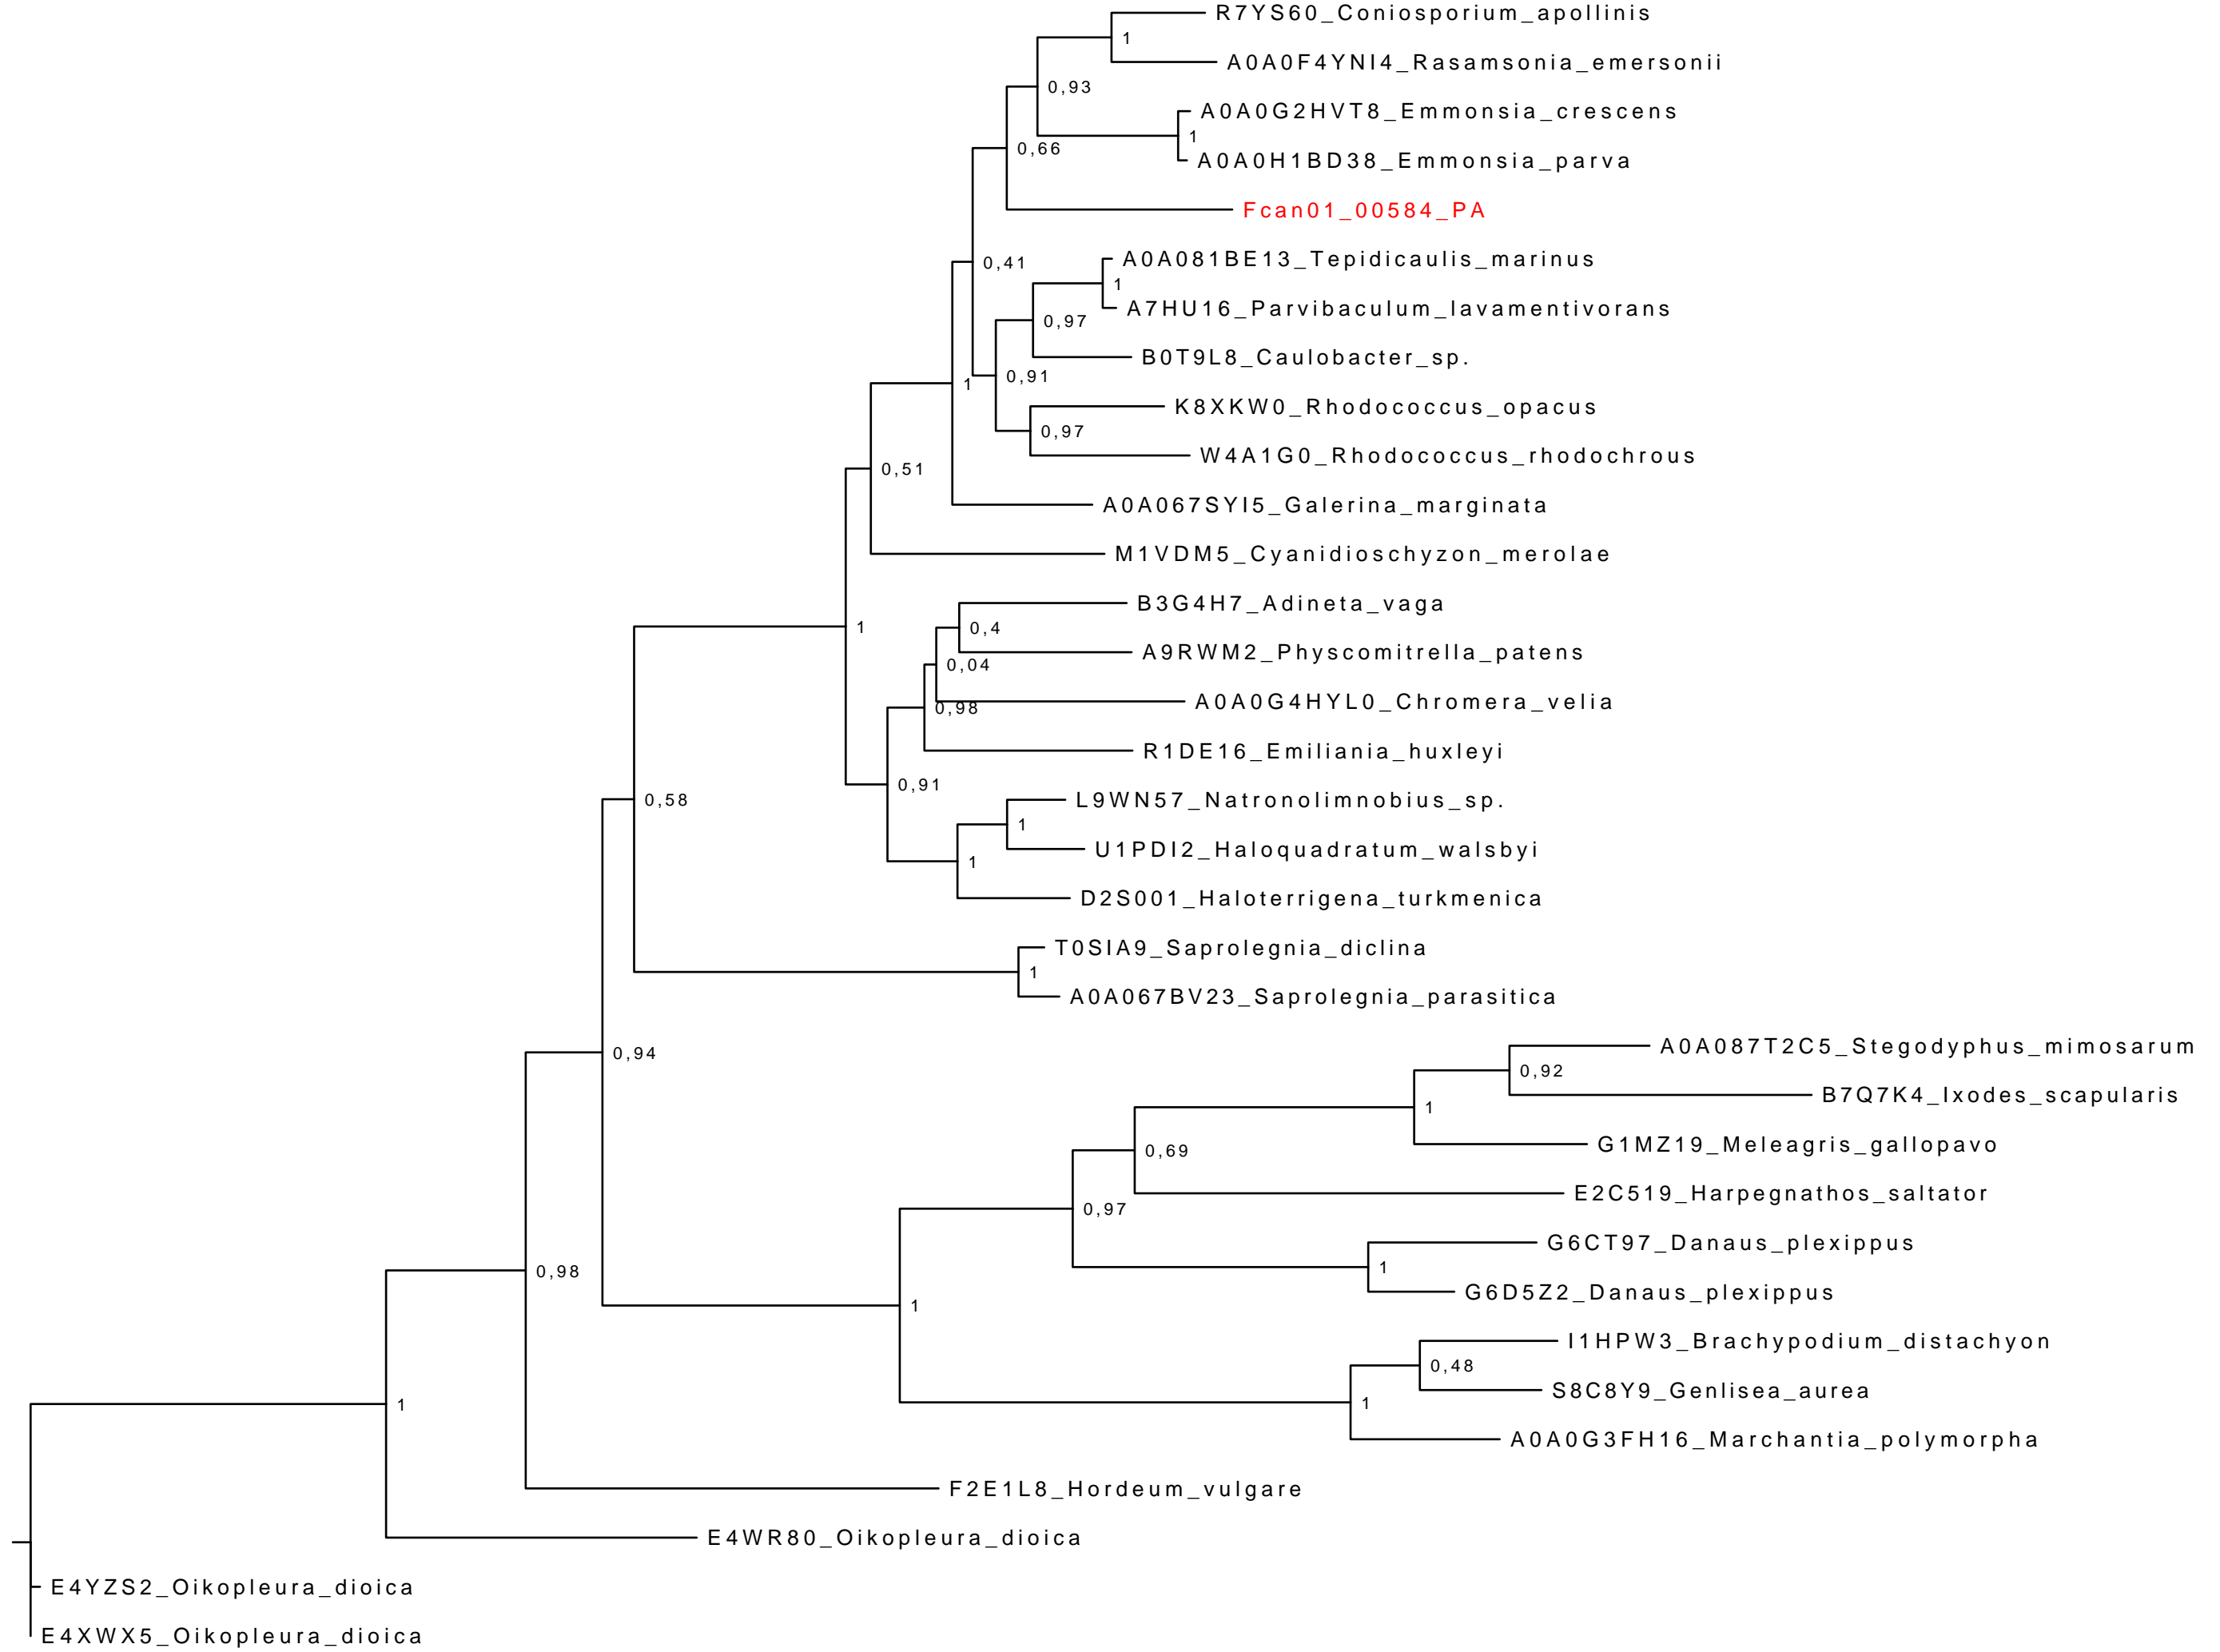 R7YS60_Coniosporium_apollinis
1
A0A0F4YNI4_Rasamsonia_emersonii
0,93
A0A0G2HVT8_Emmonsia_crescens
1
0,66
A0A0H1BD38_Emmonsia_parva
Fcan01_00584_PA
A0A081BE13_Tepidicaulis_marinus
0,41
1
A7HU16_Parvibaculum_lavamentivorans
0,97
B0T9L8_Caulobacter_sp.
0,91
1
K8XKW0_Rhodococcus_opacus
0,97
W4A1G0_Rhodococcus_rhodochrous
0,51
A0A067SYI5_Galerina_marginata
M1VDM5_Cyanidioschyzon_merolae
B3G4H7_Adineta_vaga
1
0,4
A9RWM2_Physcomitrella_patens
0,04
A0A0G4HYL0_Chromera_velia
0,98
R1DE16_Emiliania_huxleyi
0,91
0,58
L9WN57_Natronolimnobius_sp.
1
U1PDI2_Haloquadratum_walsbyi
1
D2S001_Haloterrigena_turkmenica
T0SIA9_Saprolegnia_diclina
1
A0A067BV23_Saprolegnia_parasitica
A0A087T2C5_Stegodyphus_mimosarum
0,94
0,92
B7Q7K4_Ixodes_scapularis
1
G1MZ19_Meleagris_gallopavo
0,69
E2C519_Harpegnathos_saltator
0,97
G6CT97_Danaus_plexippus
1
0,98
G6D5Z2_Danaus_plexippus
1
I1HPW3_Brachypodium_distachyon
0,48
S8C8Y9_Genlisea_aurea
1
1
A0A0G3FH16_Marchantia_polymorpha
F2E1L8_Hordeum_vulgare
E4WR80_Oikopleura_dioica
E4YZS2_Oikopleura_dioica
E4XWX5_Oikopleura_dioica